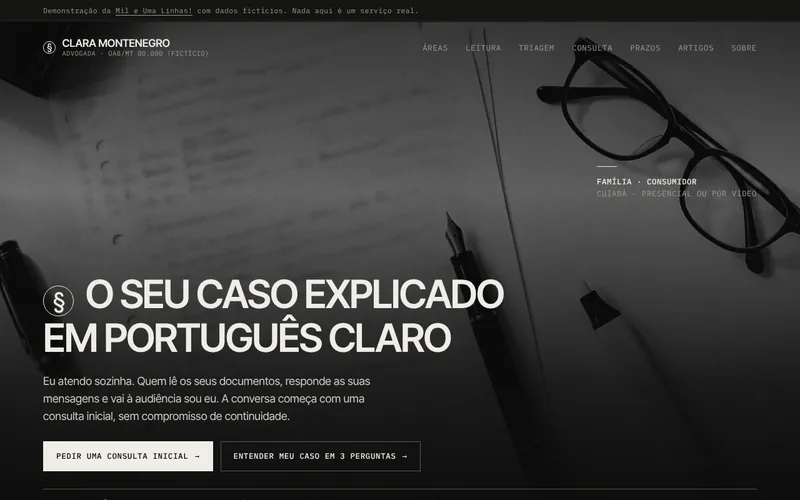 Demonstração da Mil e Uma Linhas! com dados fictícios. Nada aqui é um serviço real.
§ CLARA MONTENEGRO
ADVOGADA · OAB/MT 00.000 (FICTÍCIO)
ÁREAS LEITURA TRIAGEM CONSULTA PRAZOS ARTIGOS SOBRE
FAMÍLIA · CONSUMIDOR
CUIABÁ · PRESENCIAL OU POR VÍDEO
§ O SEU CASO EXPLICADO
EM PORTUGUÊS CLARO
Eu atendo sozinha. Quem lê os seus documentos, responde as suas
mensagens e vai à audiência sou eu. A conversa começa com uma
consulta inicial, sem compromisso de continuidade.
PEDIR UMA CONSULTA INICIAL →
ENTENDER MEU CASO EM 3 PERGUNTAS →